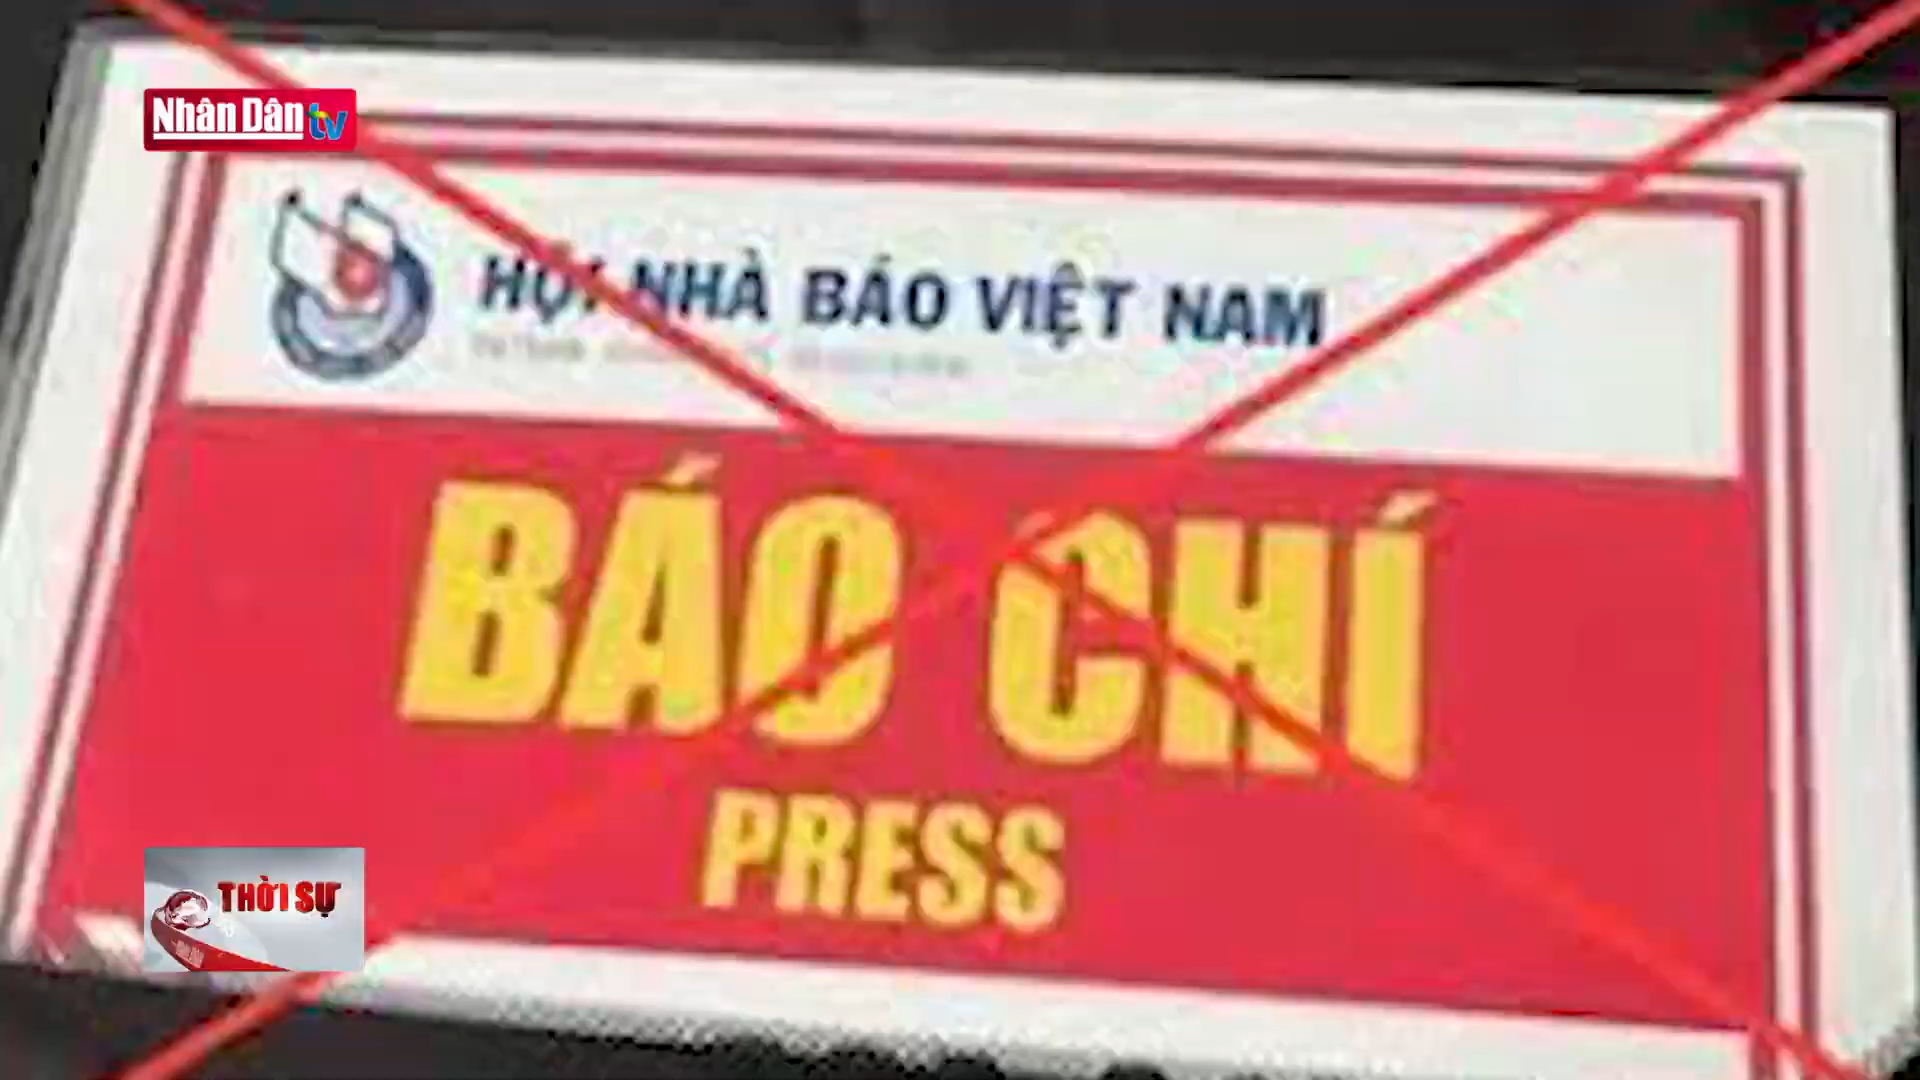 Nhân Dân tv
HỘI NHÀ BÁO VIỆT NAM
BÁO CHÍ
PRESS
THỜI SỰ